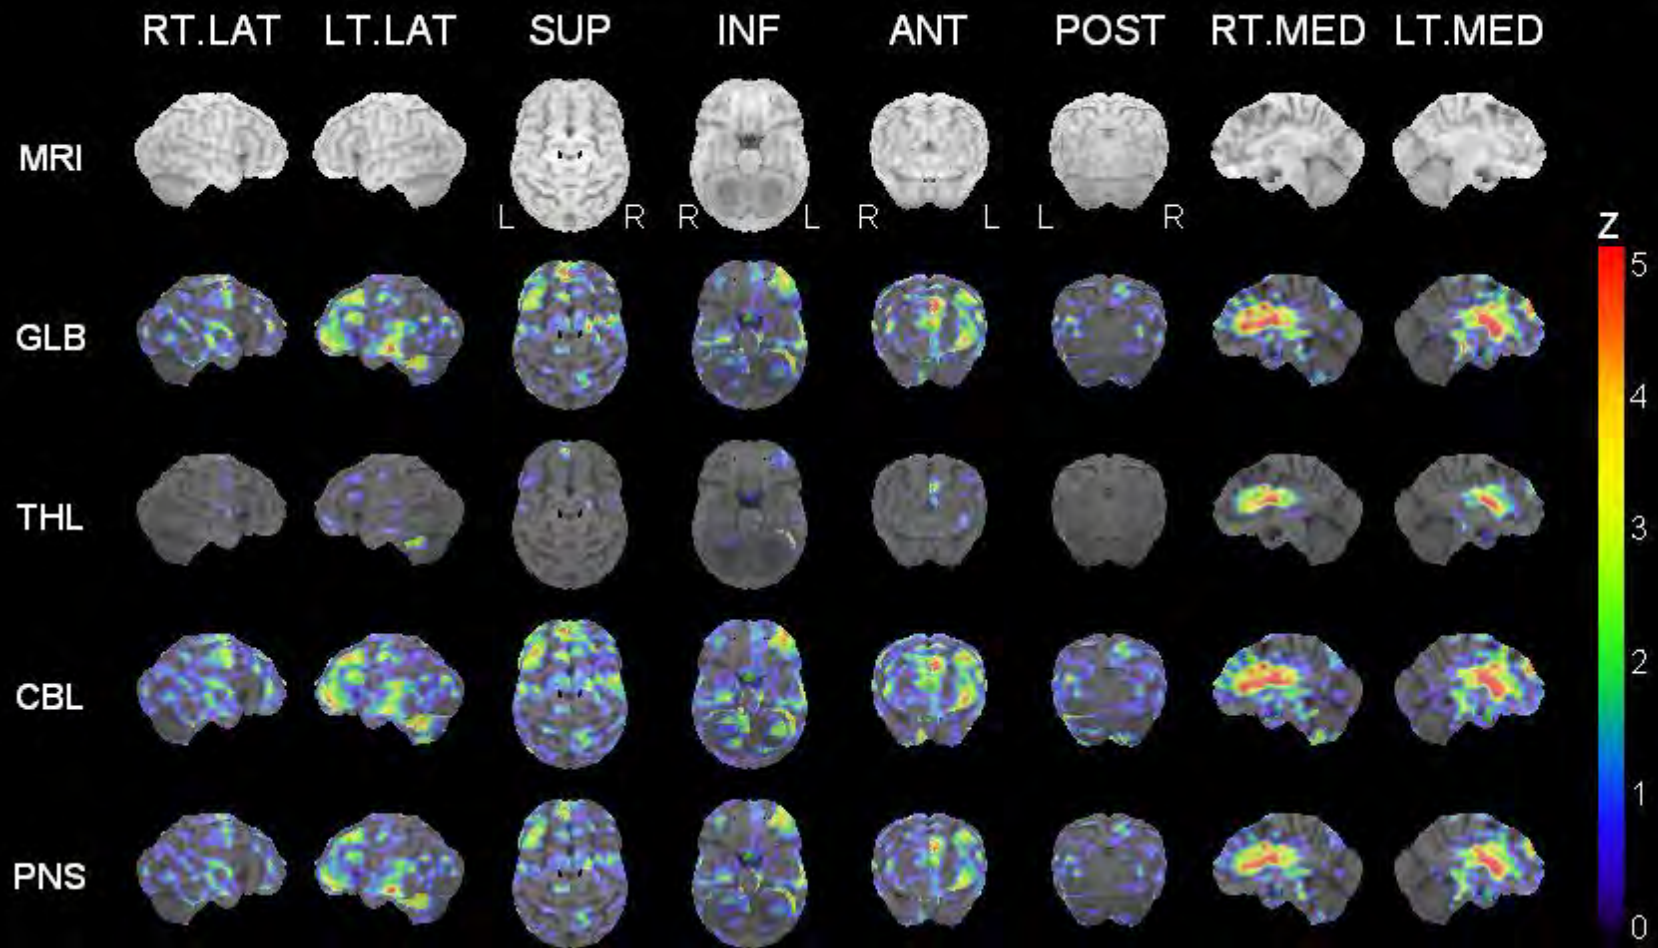 RT.LAT LT.LAT SUP INF ANT POST RT.MED LT.MED
MRI
L R R L R L L R
Z
GLB
5
4
THL
3
CBL
2
1
PNS
0